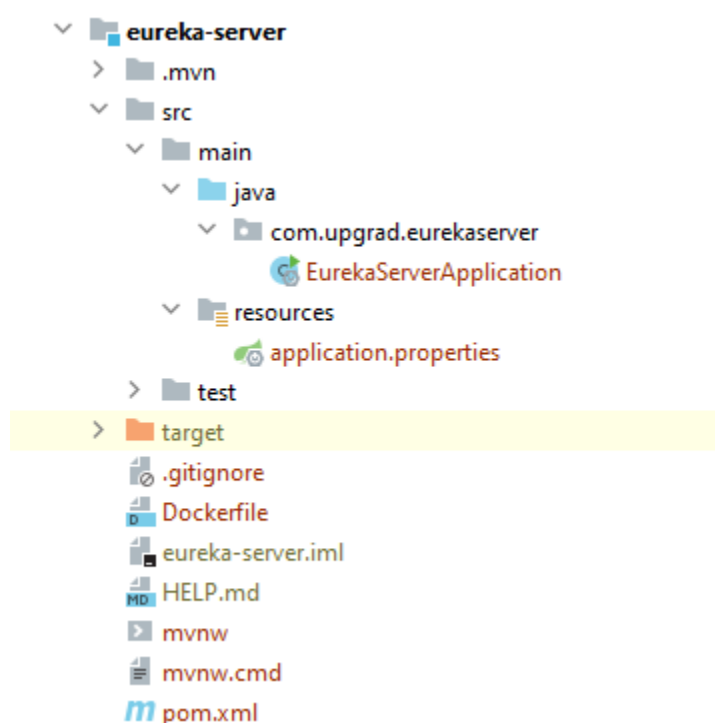 eureka-server
.mvn
src
main
java
com.upgrad.eurekaserver
C EurekaServerApplication
resources
application.properties
test
target
.gitignore
D Dockerfile
eureka-server.iml
MD HELP.md
mvnw
mvnw.cmd
m pom.xml